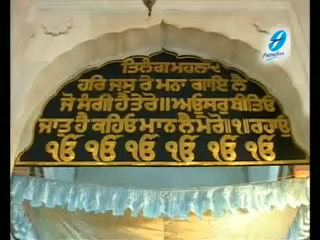 ਤਿਲੰਗ ਮਹਲਾ ੯
ਹਰਿ ਜਸੁ ਰੇ ਮਨਾ ਗਾਇ ਲੈ
ਜੋ ਸੰਗੀ ਹੈ ਤੇਰੋ॥ ਅਉਸਰੁ ਬੀਤਿਓ
ਜਾਤੁ ਹੈ ਕਹਿਓ ਮਾਨ ਲੈ ਮੇਰੋ॥੧॥ ਰਹਾਉ
ੴ ੴ ੴ ੴ ੴ ੴ ੴ